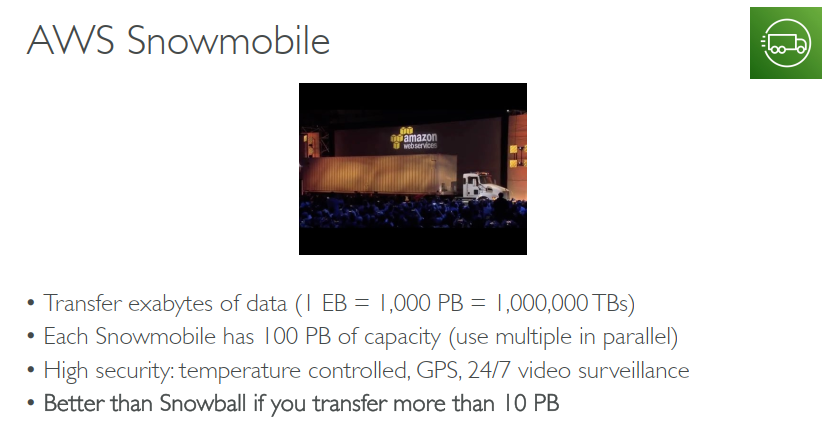 AWS Snowmobile
amazon
webservices
• Transfer exabytes of data (1 EB = 1,000 PB = 1,000,000 TBs)
• Each Snowmobile has 100 PB of capacity (use multiple in parallel)
• High security: temperature controlled, GPS, 24/7 video surveillance
• Better than Snowball if you transfer more than 10 PB